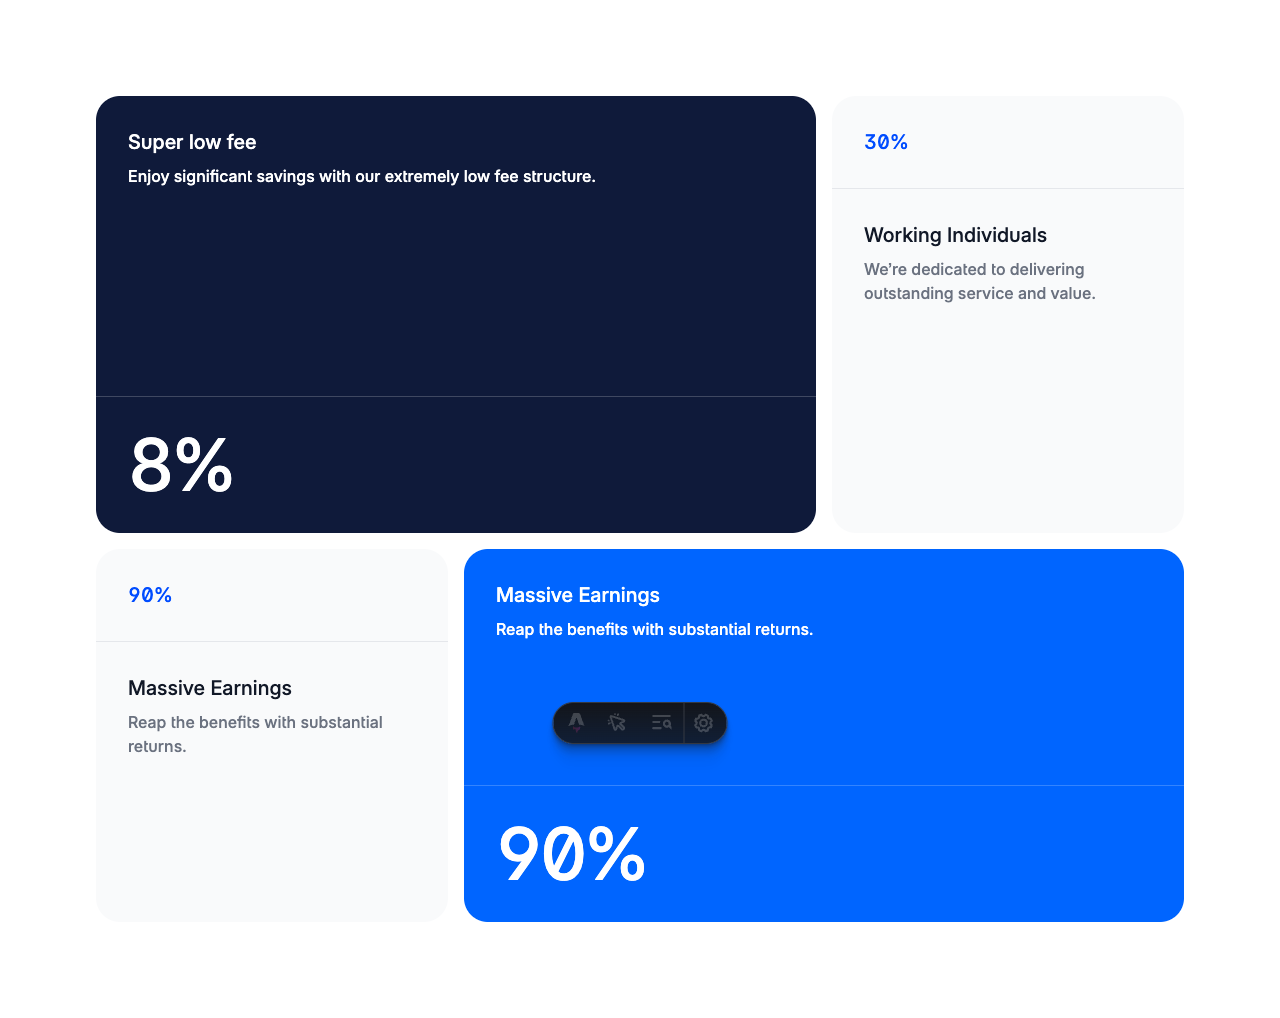 Super low fee
Enjoy significant savings with our extremely low fee structure.
8%
30%
Working Individuals
We’re dedicated to delivering
outstanding service and value.
90%
Massive Earnings
Reap the benefits with substantial
returns.
Massive Earnings
Reap the benefits with substantial returns.
90%